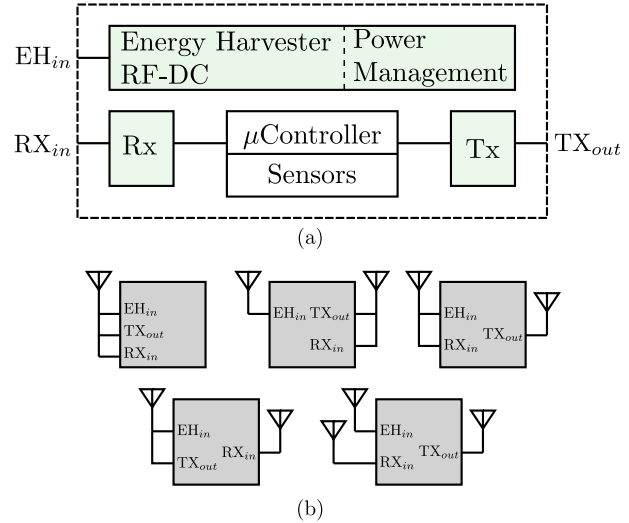 Energy Harvester
RF-DC
Power
Management
EH_in
RX_in
Rx
μController
Sensors
Tx
TX_out
(a)
EH_in
TX_out
RX_in
EH_in TX_out
RX_in
EH_in
RX_in
TX_out
EH_in
TX_out
RX_in
EH_in
RX_in
TX_out
(b)